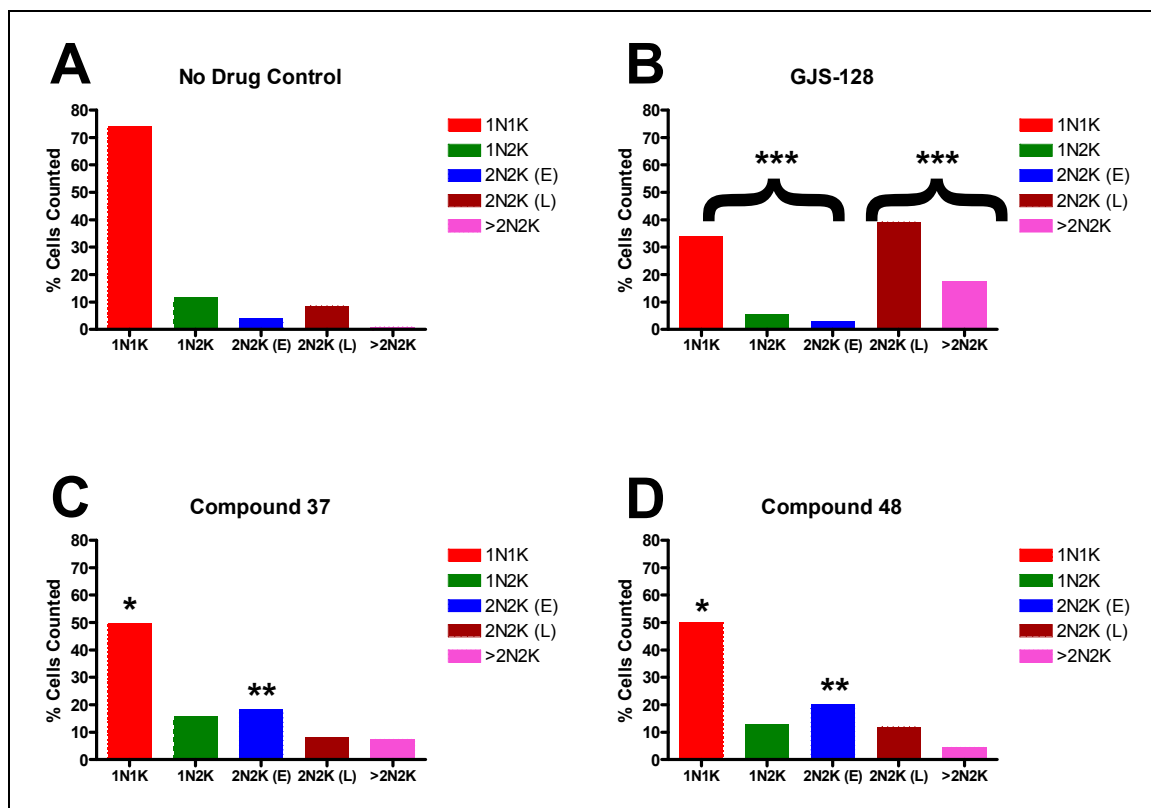 A
No Drug Control
% Cells Counted
80
70
60
50
40
30
20
10
0
1N1K
1N2K
2N2K (E)
2N2K (L)
>2N2K
1N1K 1N2K 2N2K (E) 2N2K (L) >2N2K
B
GJS-128
% Cells Counted
80
70
60
50
40
30
20
10
0
*** ***
1N1K
1N2K
2N2K (E)
2N2K (L)
>2N2K
1N1K 1N2K 2N2K (E) 2N2K (L) >2N2K
C
Compound 37
% Cells Counted
80
70
60
50
40
30
20
10
0
*
**
1N1K
1N2K
2N2K (E)
2N2K (L)
>2N2K
1N1K 1N2K 2N2K (E) 2N2K (L) >2N2K
D
Compound 48
% Cells Counted
80
70
60
50
40
30
20
10
0
*
**
1N1K
1N2K
2N2K (E)
2N2K (L)
>2N2K
1N1K 1N2K 2N2K (E) 2N2K (L) >2N2K